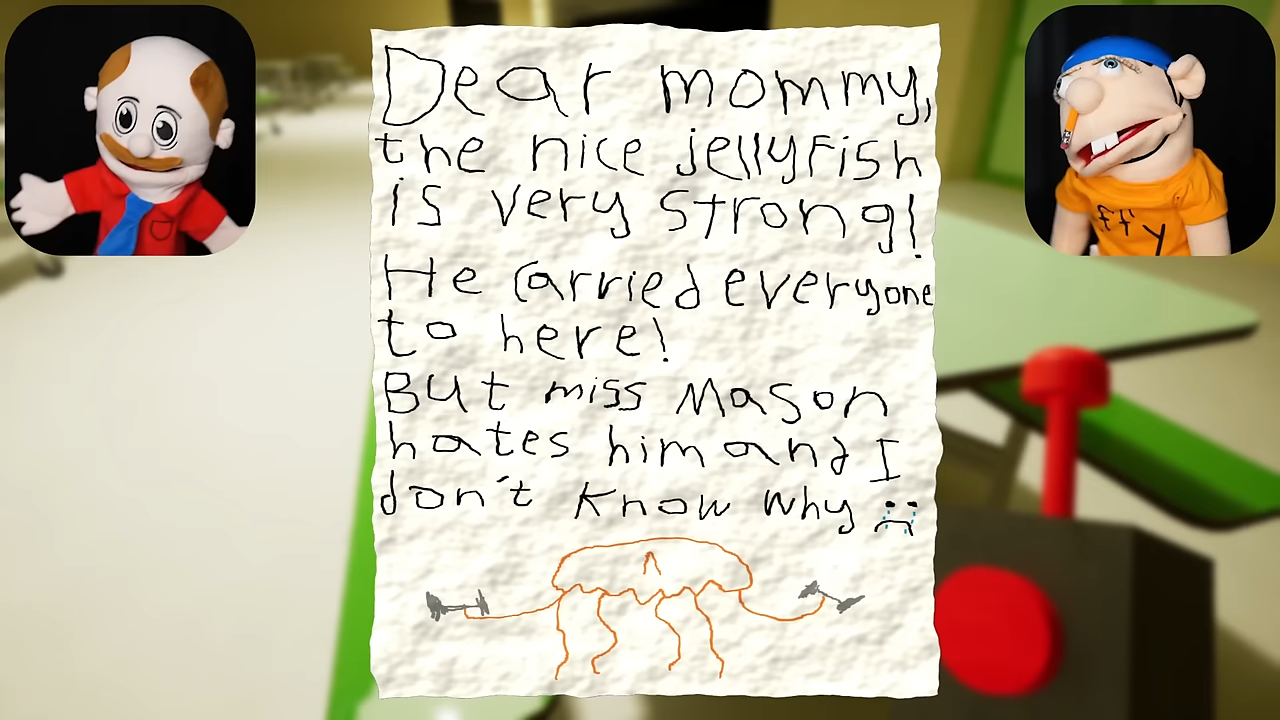 Dear mommy,
the nice jellyfish
is very strong!
He carried everyone
to here!
But miss Mason
hates him and I
don't know why
ffy